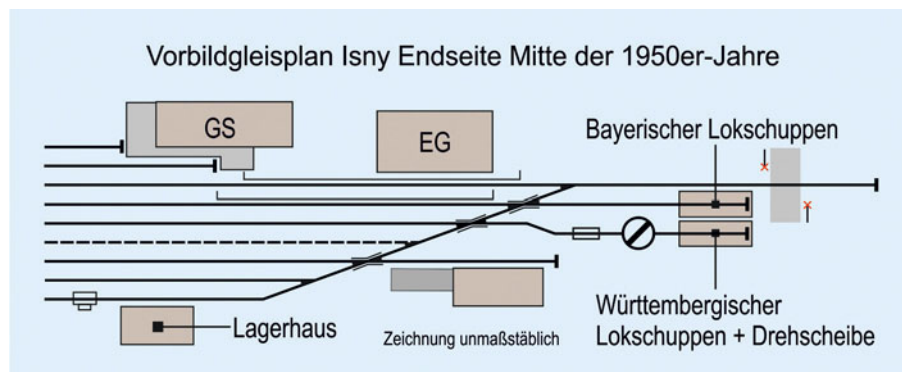 Vorbildgleisplan Isny Endseite Mitte der 1950er-Jahre
GS
EG
Bayerischer Lokschuppen
Württembergischer
Lokschuppen + Drehscheibe
Lagerhaus
Zeichnung unmaßstäblich